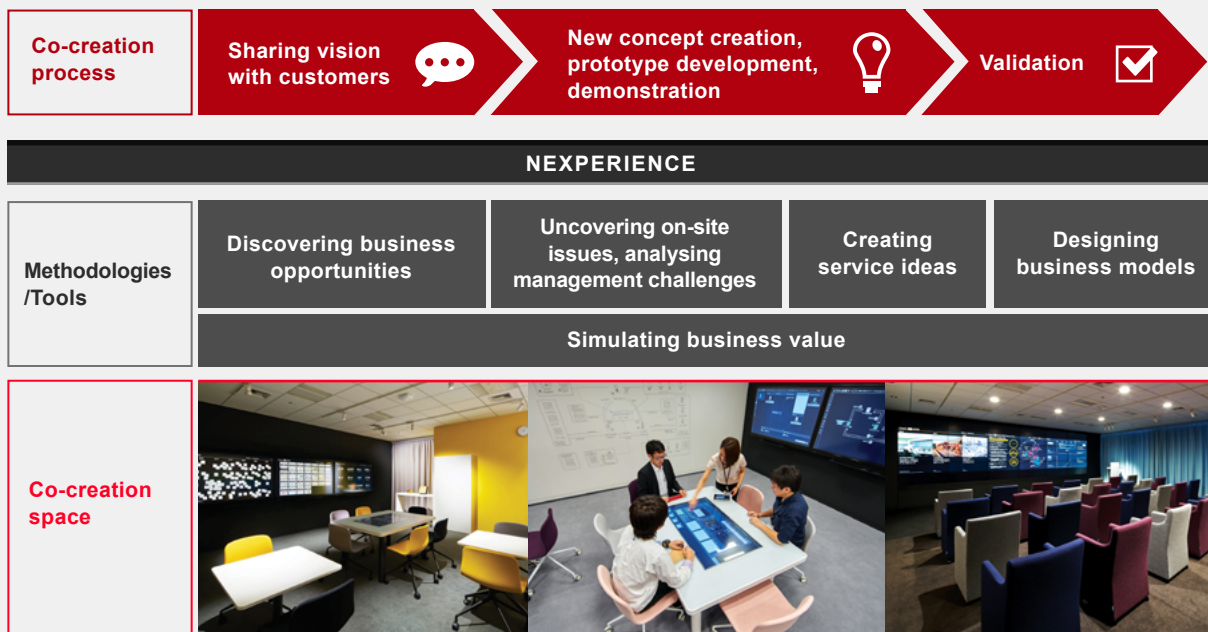 Co-creation
process
Sharing vision
with customers
New concept creation,
prototype development,
demonstration
Validation
NEXPERIENCE
Methodologies
/Tools
Discovering business
opportunities
Uncovering on-site
issues, analysing
management challenges
Creating
service ideas
Designing
business models
Simulating business value
Co-creation
space